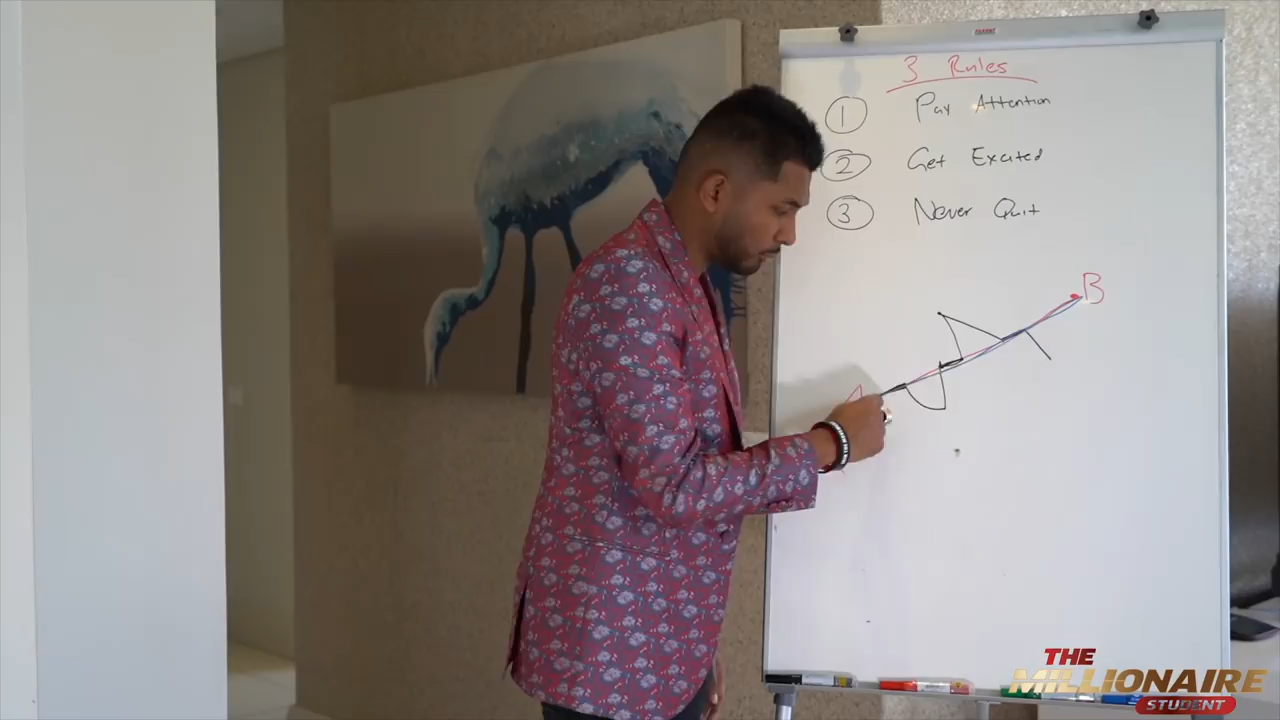 3 Rules
1 Pay Attention
2 Get Excited
3 Never Quit
B
A
THE
MILLIONAIRE
STUDENT